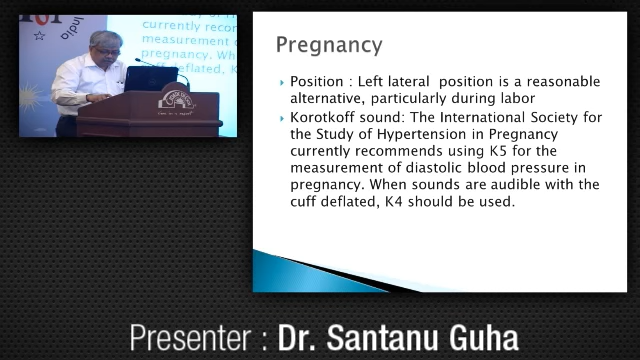 India
currently recor
measurement o
pregnancy. Wh
cuff deflated, K
Pregnancy
Position : Left lateral position is a reasonable
alternative, particularly during labor
Korotkoff sound: The International Society for
the Study of Hypertension in Pregnancy
currently recommends using K5 for the
measurement of diastolic blood pressure in
pregnancy. When sounds are audible with the
cuff deflated, K4 should be used.
Presenter : Dr. Santanu Guha